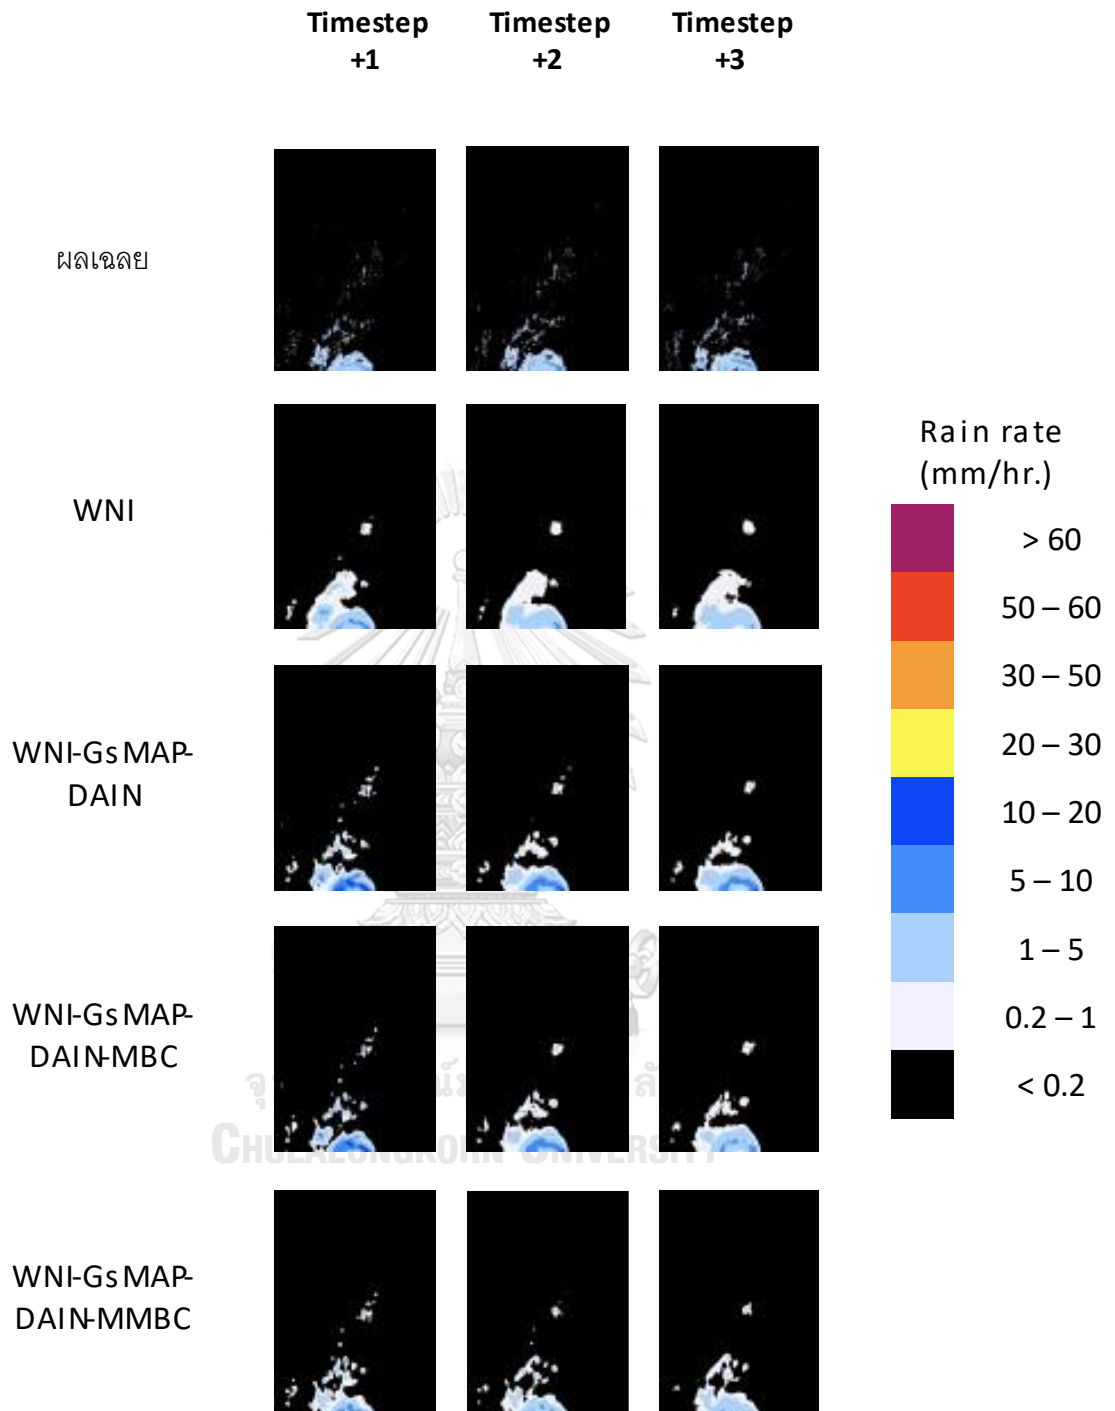 Timestep Timestep Timestep
+1 +2 +3
ผลเฉลย
WNI
WNI-GsMAP-
DAIN
WNI-GsMAP-
DAIN-MBC
WNI-GsMAP-
DAIN-MMBC
Rain rate
(mm/hr.)
> 60
50 – 60
30 – 50
20 – 30
10 – 20
5 – 10
1 – 5
0.2 – 1
< 0.2
CHULALONGKORN UNIVERSITY